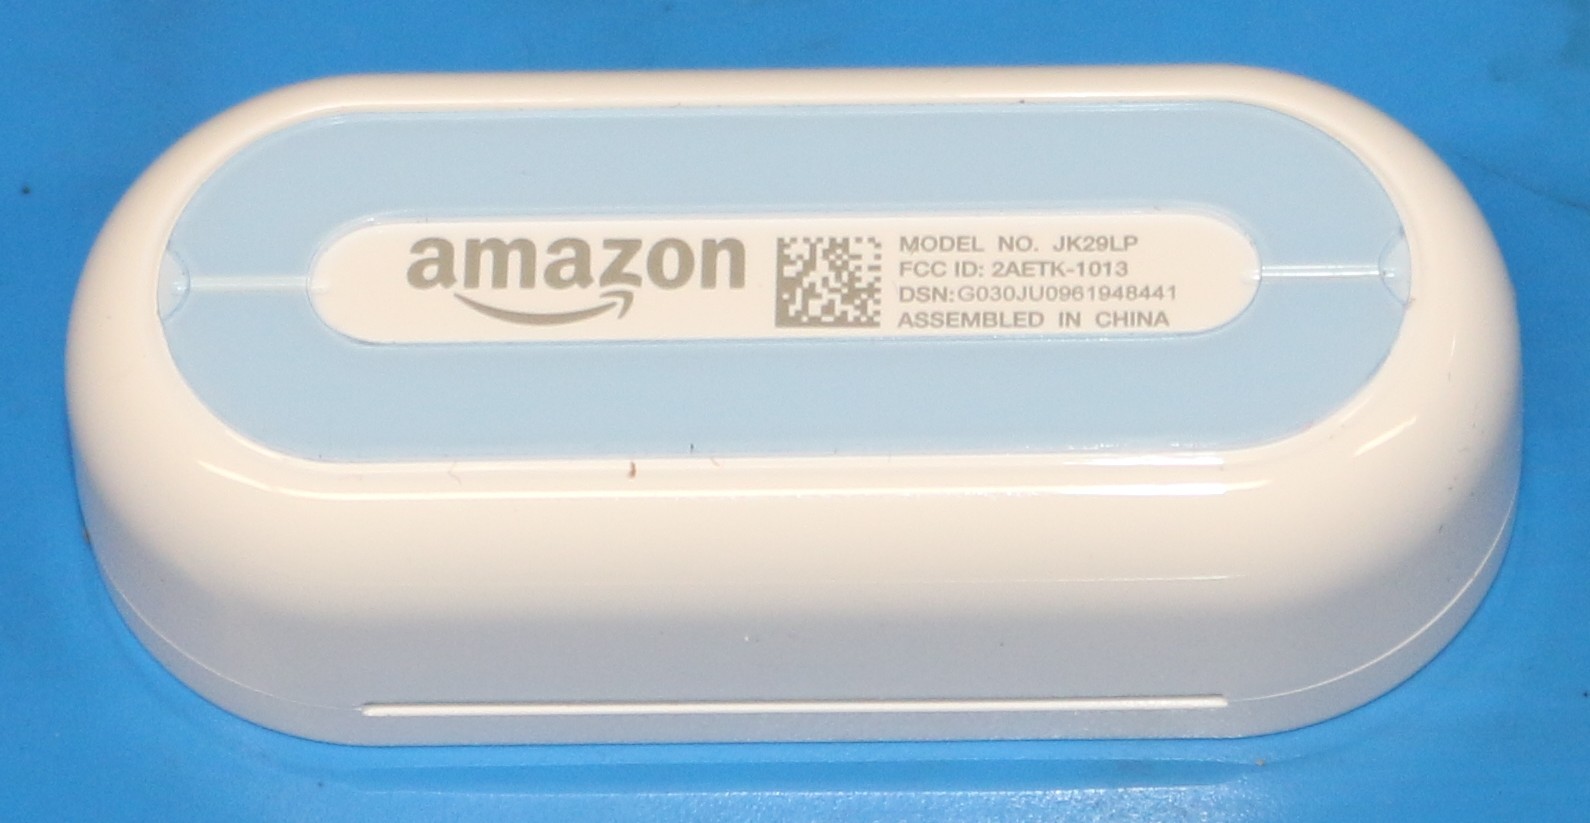 amazon
MODEL NO. JK29LP
FCC ID: 2AETK-1013
DSN:G030JU0961948441
ASSEMBLED IN CHINA